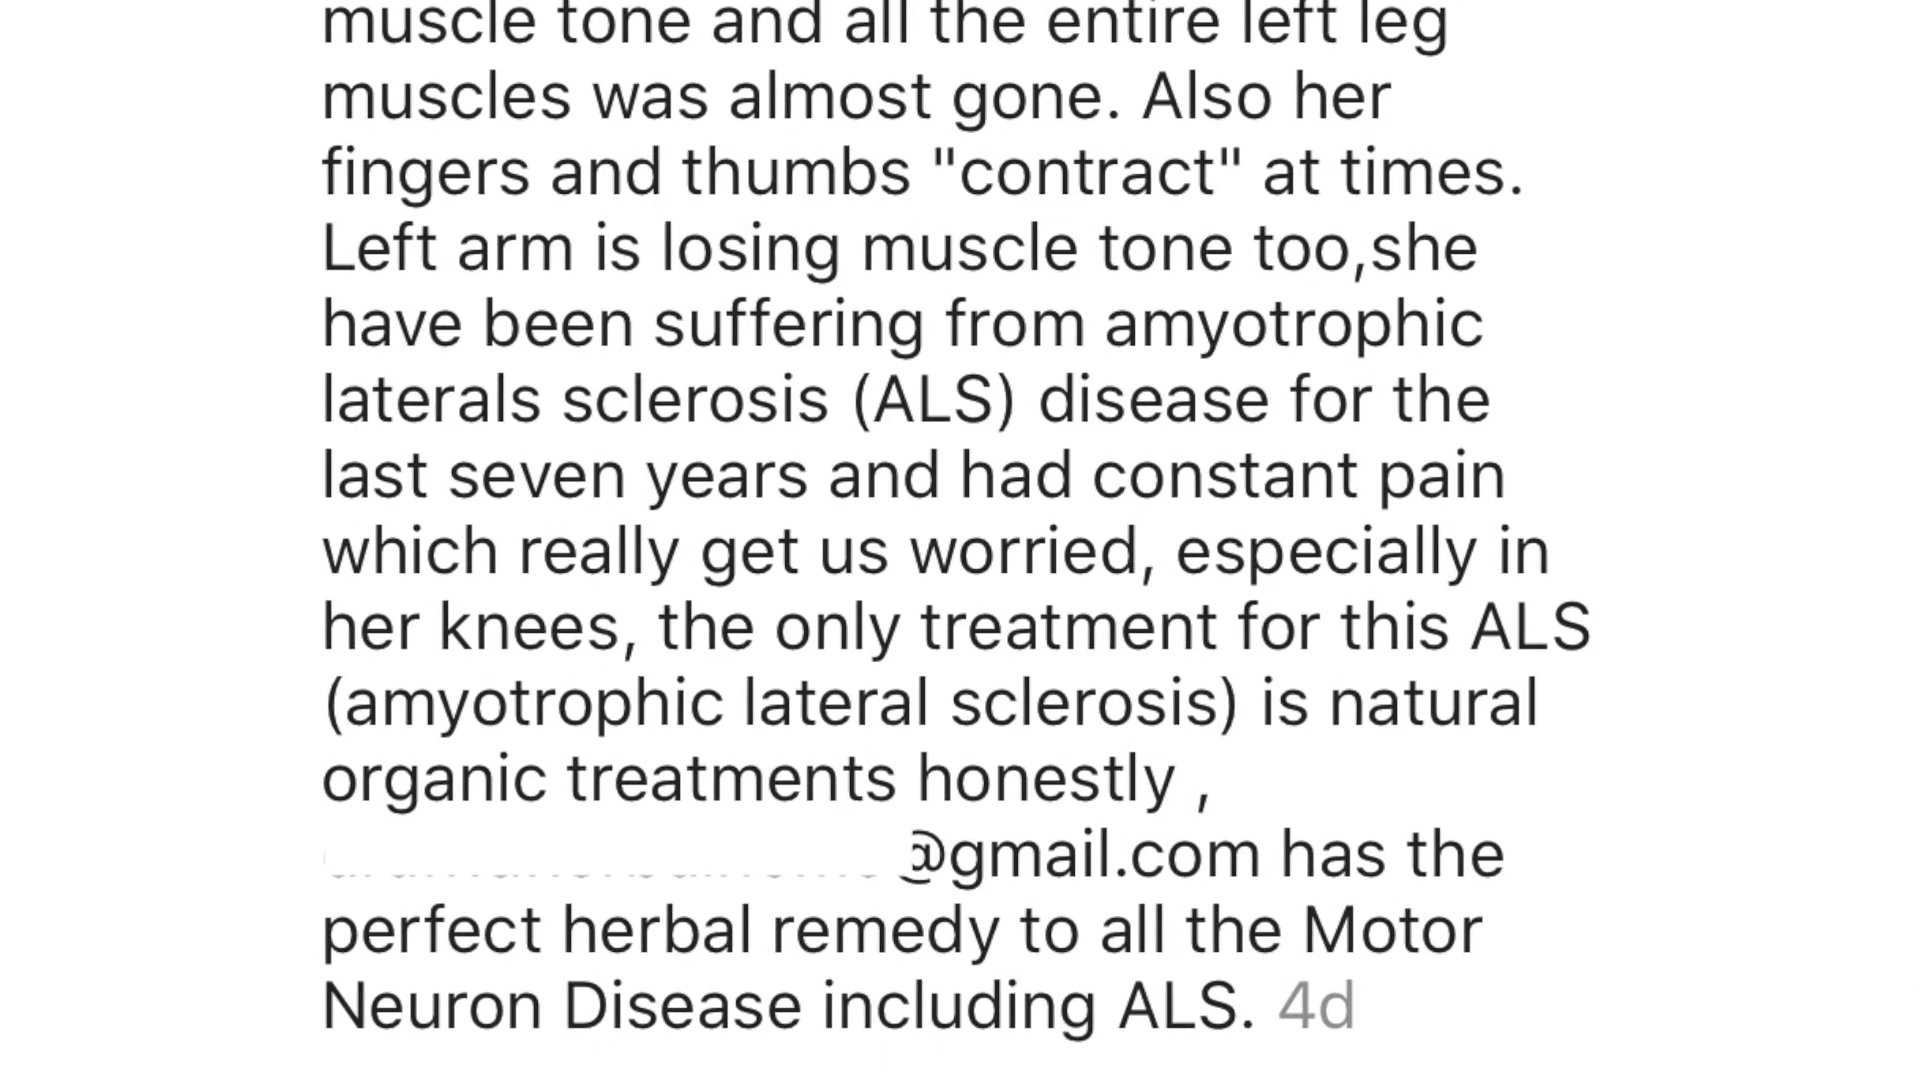 muscle tone and all the entire left leg
muscles was almost gone. Also her
fingers and thumbs "contract" at times.
Left arm is losing muscle tone too,she
have been suffering from amyotrophic
laterals sclerosis (ALS) disease for the
last seven years and had constant pain
which really get us worried, especially in
her knees, the only treatment for this ALS
(amyotrophic lateral sclerosis) is natural
organic treatments honestly ,
@gmail.com has the
perfect herbal remedy to all the Motor
Neuron Disease including ALS. 4d